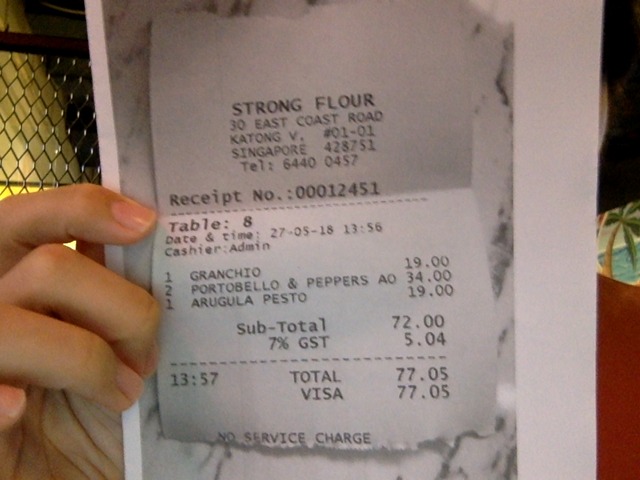 STRONG FLOUR
30 EAST COAST ROAD
KATONG V. #01-01
SINGAPORE 428751
Tel: 6440 0457
Receipt No.:00012451
Table: 8
Date & time: 27-05-18 13:56
Cashier:Admin
1 GRANCHIO 19.00
2 PORTOBELLO & PEPPERS AO 34.00
1 ARUGULA PESTO 19.00
Sub-Total 72.00
7% GST 5.04
13:57 TOTAL 77.05
VISA 77.05
NO SERVICE CHARGE